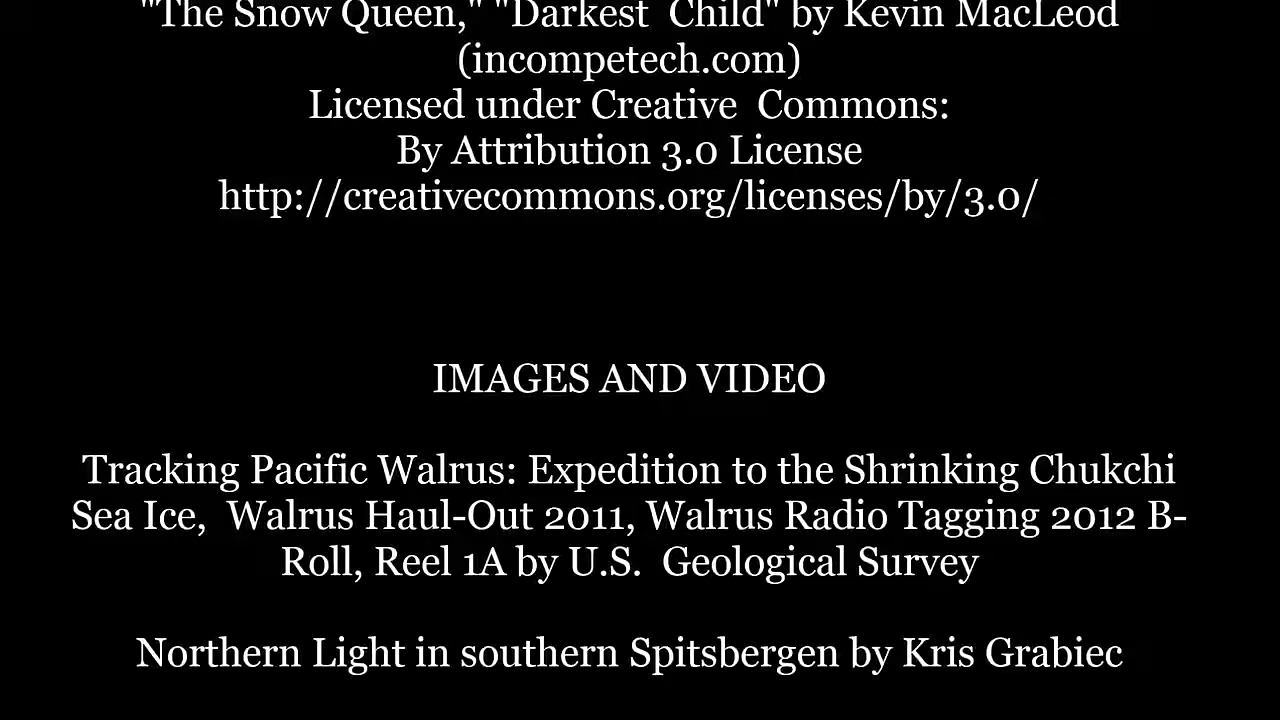 "The Snow Queen," "Darkest  Child" by Kevin MacLeod
(incompetech.com)
Licensed under Creative  Commons:
By Attribution 3.0 License
http://creativecommons.org/licenses/by/3.0/
IMAGES AND VIDEO
Tracking Pacific Walrus: Expedition to the Shrinking Chukchi
Sea Ice,  Walrus Haul-Out 2011, Walrus Radio Tagging 2012 B-
Roll, Reel 1A by U.S.  Geological Survey
Northern Light in southern Spitsbergen by Kris Grabiec